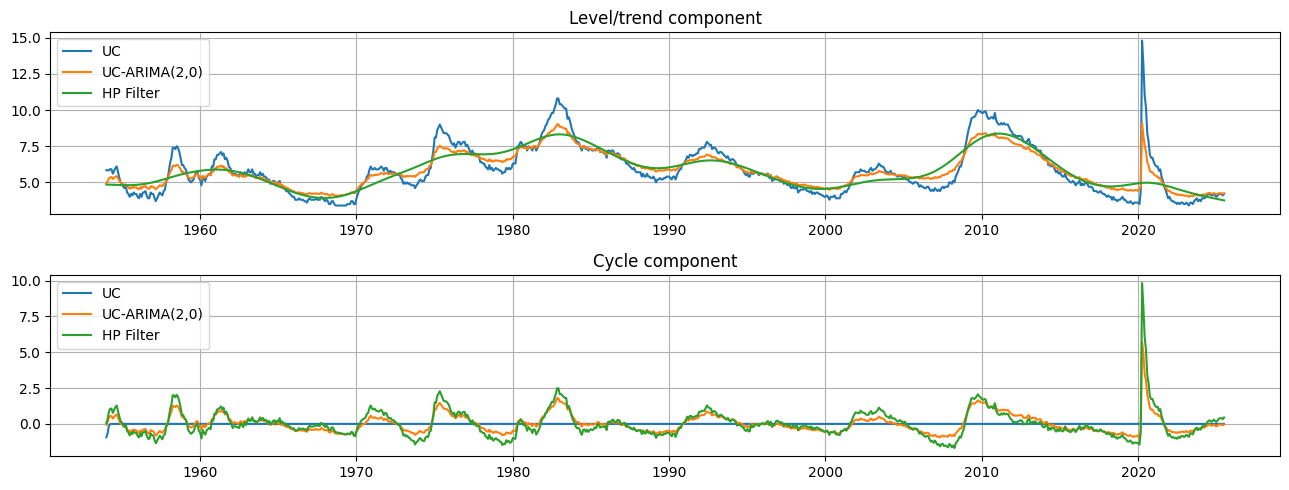 Level/trend component
15.0
12.5
10.0
7.5
5.0
UC
UC-ARIMA(2,0)
HP Filter
1960 1970 1980 1990 2000 2010 2020
Cycle component
10.0
7.5
5.0
2.5
0.0
UC
UC-ARIMA(2,0)
HP Filter
1960 1970 1980 1990 2000 2010 2020